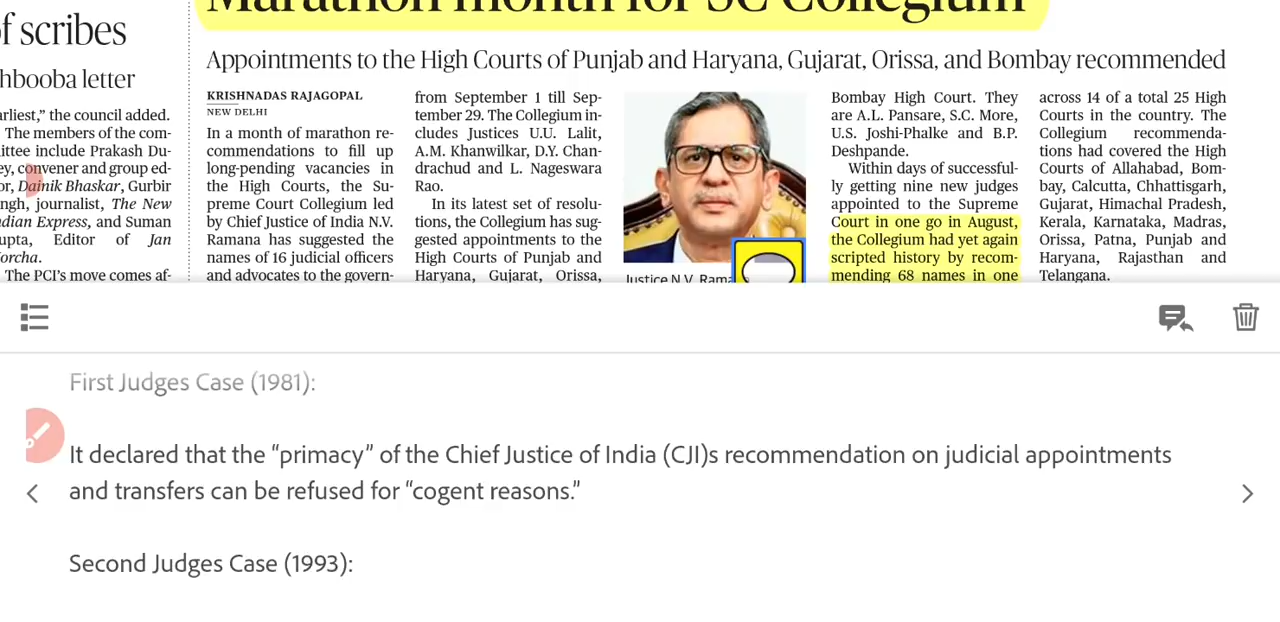 Marathon month for SC Collegium
Appointments to the High Courts of Punjab and Haryana, Gujarat, Orissa, and Bombay recommended
of scribes
hbooba letter
arliest,” the council added.
The members of the com-
ittee include Prakash Du-
ey, convener and group ed-
or, Dainik Bhaskar, Gurbir
ngh, journalist, The New
ndian Express, and Suman
upta, Editor of Jan
orcha.
The PCI’s move comes af-
KRISHNADAS RAJAGOPAL
NEW DELHI
In a month of marathon re-
commendations to fill up
long-pending vacancies in
the High Courts, the Su-
preme Court Collegium led
by Chief Justice of India N.V.
Ramana has suggested the
names of 16 judicial officers
and advocates to the govern-
from September 1 till Sep-
tember 29. The Collegium in-
cludes Justices U.U. Lalit,
A.M. Khanwilkar, D.Y. Chan-
drachud and L. Nageswara
Rao.
In its latest set of resolu-
tions, the Collegium has sug-
gested appointments to the
High Courts of Punjab and
Haryana, Gujarat, Orissa,
Justice N.V. Rama
Bombay High Court. They
are A.L. Pansare, S.C. More,
U.S. Joshi-Phalke and B.P.
Deshpande.
Within days of successful-
ly getting nine new judges
appointed to the Supreme
Court in one go in August,
the Collegium had yet again
scripted history by recom-
mending 68 names in one
across 14 of a total 25 High
Courts in the country. The
Collegium recommenda-
tions had covered the High
Courts of Allahabad, Bom-
bay, Calcutta, Chhattisgarh,
Gujarat, Himachal Pradesh,
Kerala, Karnataka, Madras,
Orissa, Patna, Punjab and
Haryana, Rajasthan and
Telangana.
First Judges Case (1981):
It declared that the “primacy” of the Chief Justice of India (CJI)s recommendation on judicial appointments
and transfers can be refused for “cogent reasons.”
Second Judges Case (1993):